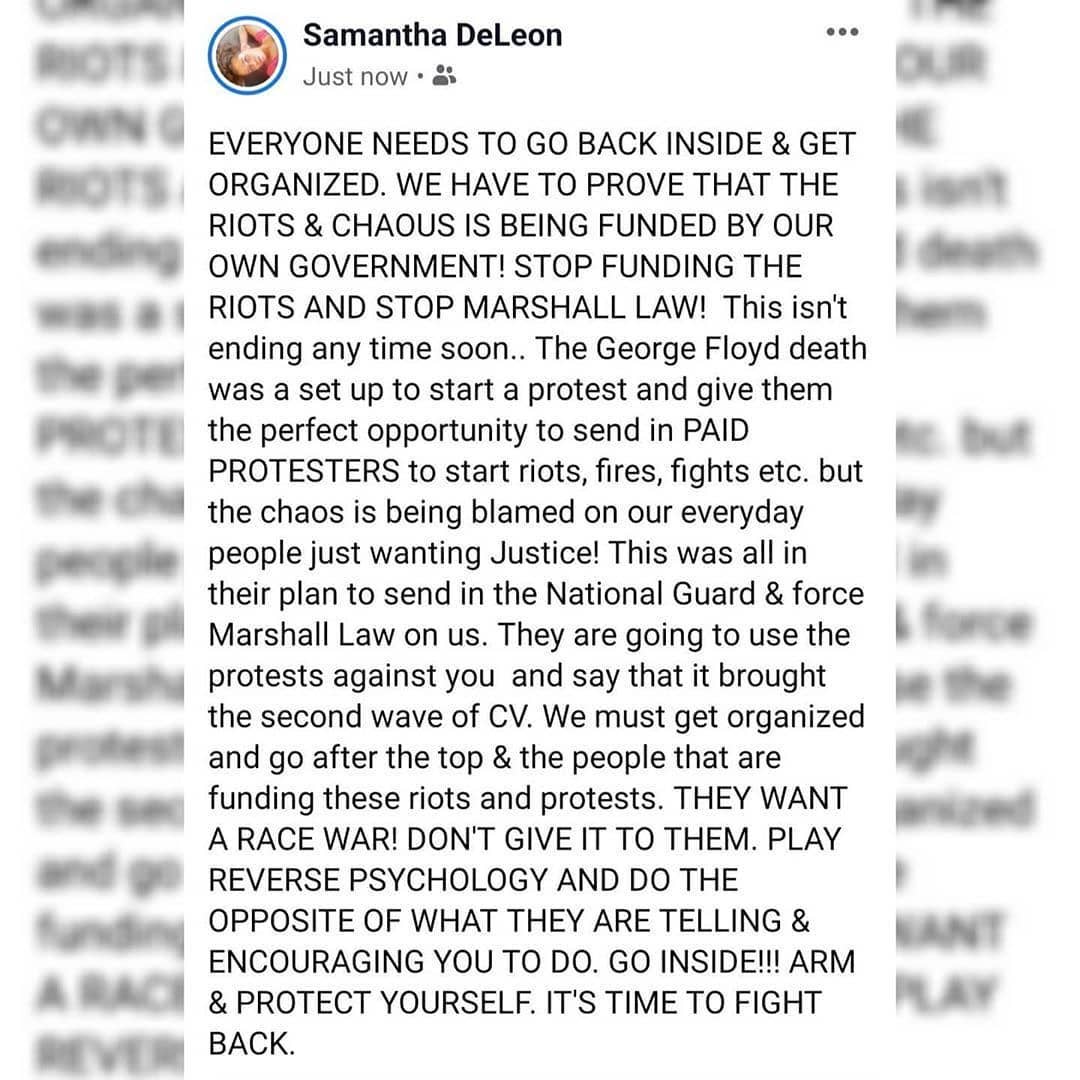 Samantha DeLeon
Just now •
EVERYONE NEEDS TO GO BACK INSIDE & GET
ORGANIZED. WE HAVE TO PROVE THAT THE
RIOTS & CHAOUS IS BEING FUNDED BY OUR
OWN GOVERNMENT! STOP FUNDING THE
RIOTS AND STOP MARSHALL LAW!  This isn't
ending any time soon.. The George Floyd death
was a set up to start a protest and give them
the perfect opportunity to send in PAID
PROTESTERS to start riots, fires, fights etc. but
the chaos is being blamed on our everyday
people just wanting Justice! This was all in
their plan to send in the National Guard & force
Marshall Law on us. They are going to use the
protests against you  and say that it brought
the second wave of CV. We must get organized
and go after the top & the people that are
funding these riots and protests. THEY WANT
A RACE WAR! DON'T GIVE IT TO THEM. PLAY
REVERSE PSYCHOLOGY AND DO THE
OPPOSITE OF WHAT THEY ARE TELLING &
ENCOURAGING YOU TO DO. GO INSIDE!!! ARM
& PROTECT YOURSELF. IT'S TIME TO FIGHT
BACK.